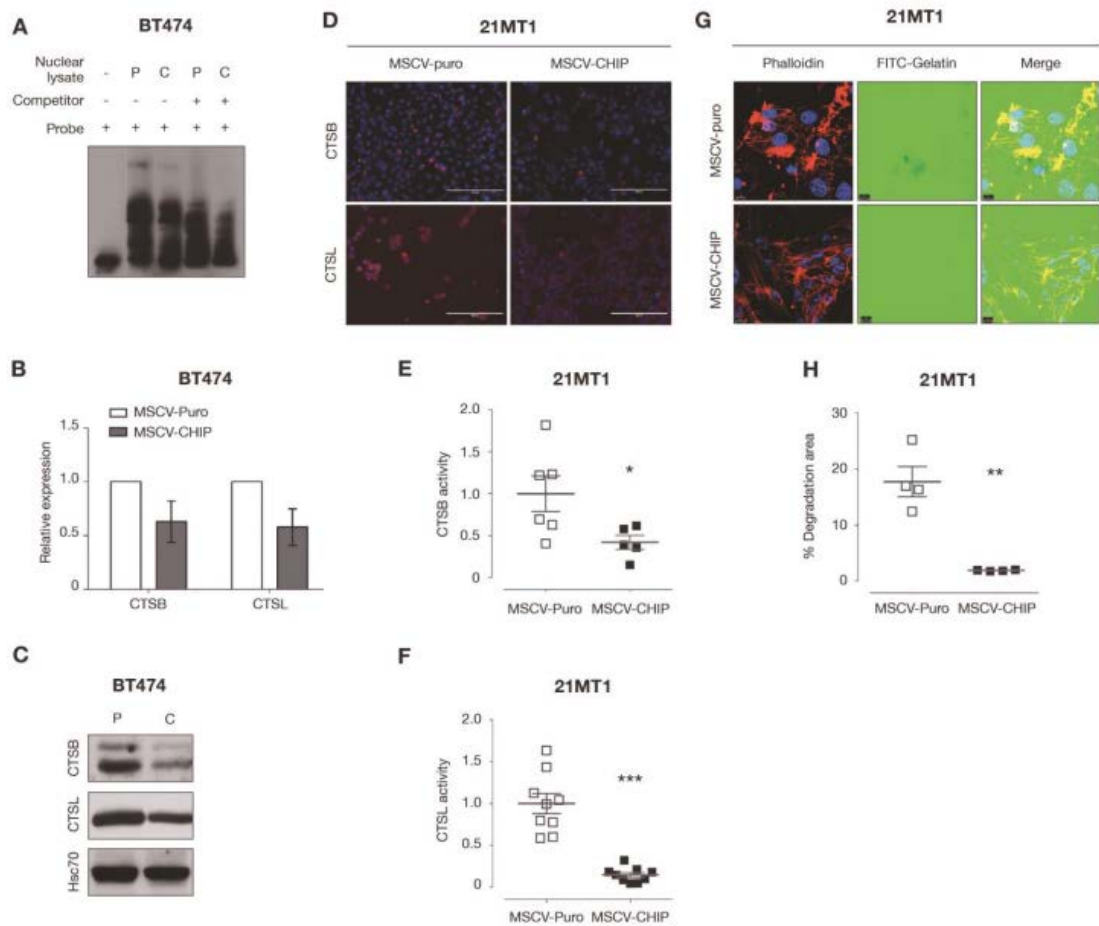 A
BT474
Nuclear lysate - P C P C
Competitor - - - + +
Probe + + + + +
B
BT474
MSCV-Puro
MSCV-CHIP
Relative expression
1.5
1.0
0.5
0
CTSB CTSL
C
BT474
P C
CTSB
CTSL
Hsc70
D
21MT1
MSCV-puro MSCV-CHIP
CTSB
CTSL
E
21MT1
CTSB activity
2.0
1.5
1.0
0.5
0
*
MSCV-Puro MSCV-CHIP
F
21MT1
CTSL activity
2.0
1.5
1.0
0.5
0
***
MSCV-Puro MSCV-CHIP
G
21MT1
Phalloidin FITC-Gelatin Merge
MSCV-puro
MSCV-CHIP
H
21MT1
% Degradation area
30
20
10
0
**
MSCV-Puro MSCV-CHIP